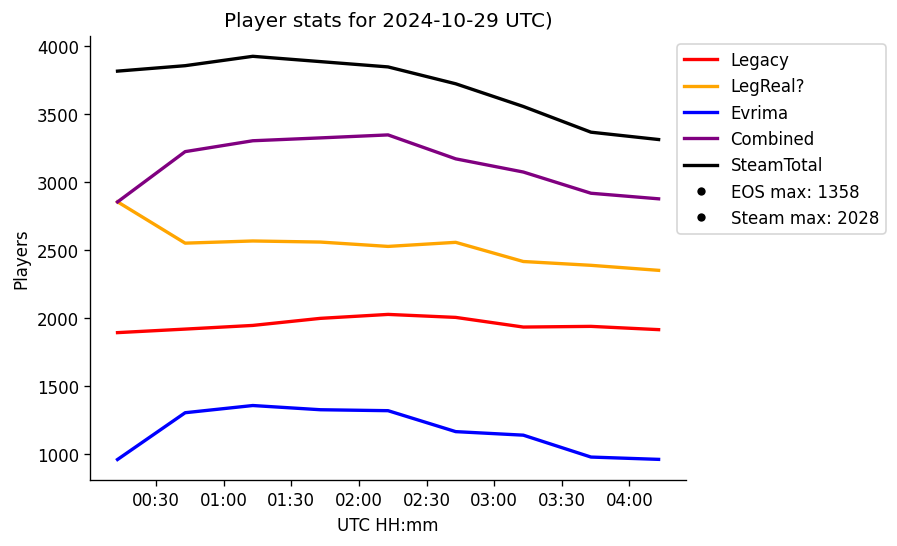 Player stats for 2024-10-29 UTC)
4000
3500
3000
2500
2000
1500
1000
Players
00:30 01:00 01:30 02:00 02:30 03:00 03:30 04:00
UTC HH:mm
Legacy
LegReal?
Evrima
Combined
SteamTotal
EOS max: 1358
Steam max: 2028